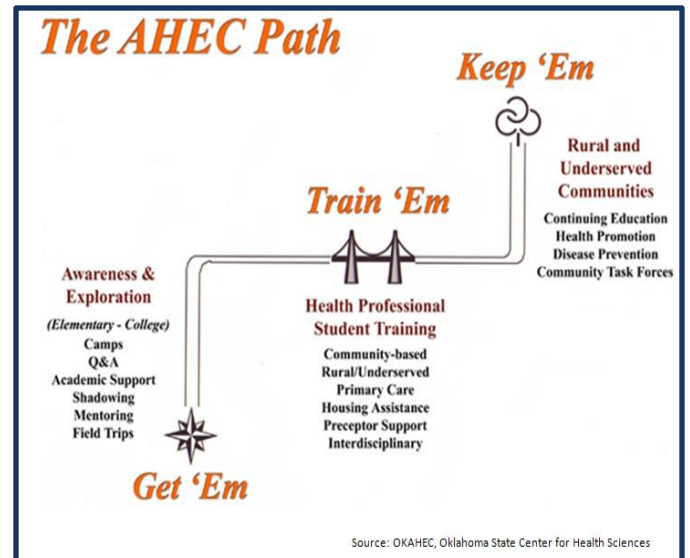 The AHEC Path
Keep ‘Em
Rural and
Underserved
Communities
Continuing Education
Health Promotion
Disease Prevention
Community Task Forces
Train ‘Em
Health Professional
Student Training
Community-based
Rural/Underserved
Primary Care
Housing Assistance
Preceptor Support
Interdisciplinary
Awareness &
Exploration
(Elementary - College)
Camps
Q&A
Academic Support
Shadowing
Mentoring
Field Trips
Get ‘Em
Source: OKAHEC, Oklahoma State Center for Health Sciences